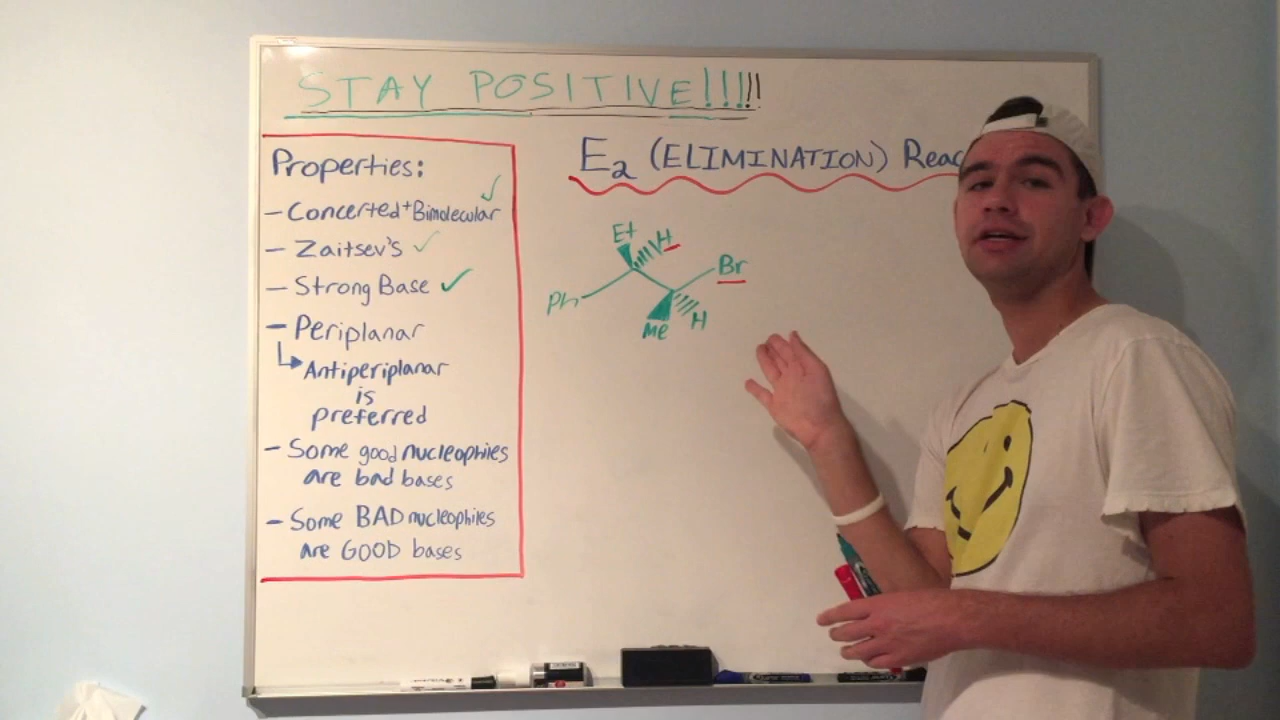 STAY POSITIVE!!!!!!
Properties:
- Concerted + Bimolecular ✓
- Zaitsev's ✓
- Strong Base ✓
- Periplanar
↳ Antiperiplanar
is
preferred
- Some good nucleophiles
are bad bases
- Some BAD nucleophiles
are GOOD bases
E2 (ELIMINATION) Reac
Et H
Br
Ph
Me H